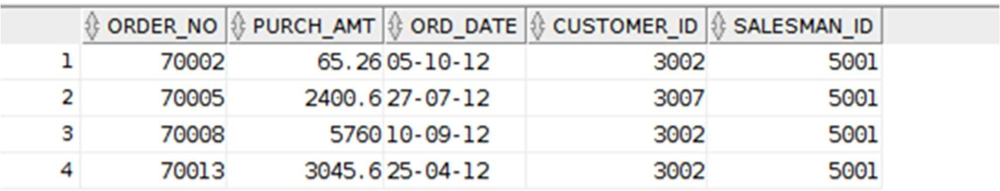 ORDER_NO PURCH_AMT ORD_DATE CUSTOMER_ID SALESMAN_ID
1 70002 65.26 05-10-12 3002 5001
2 70005 2400.6 27-07-12 3007 5001
3 70008 5760 10-09-12 3002 5001
4 70013 3045.6 25-04-12 3002 5001